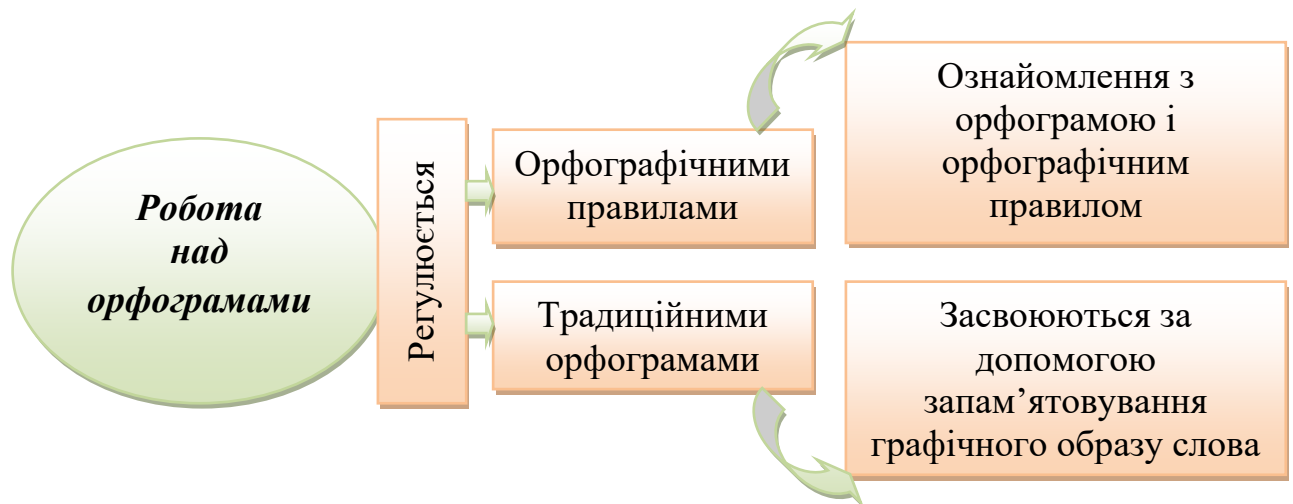 Робота
над
орфограмами
Регулюється
Орфографічними
правилами
Ознайомлення з
орфограмою і
орфографічним
правилом
Традиційними
орфограмами
Засвоюються за
допомогою
запам’ятовування
графічного образу слова